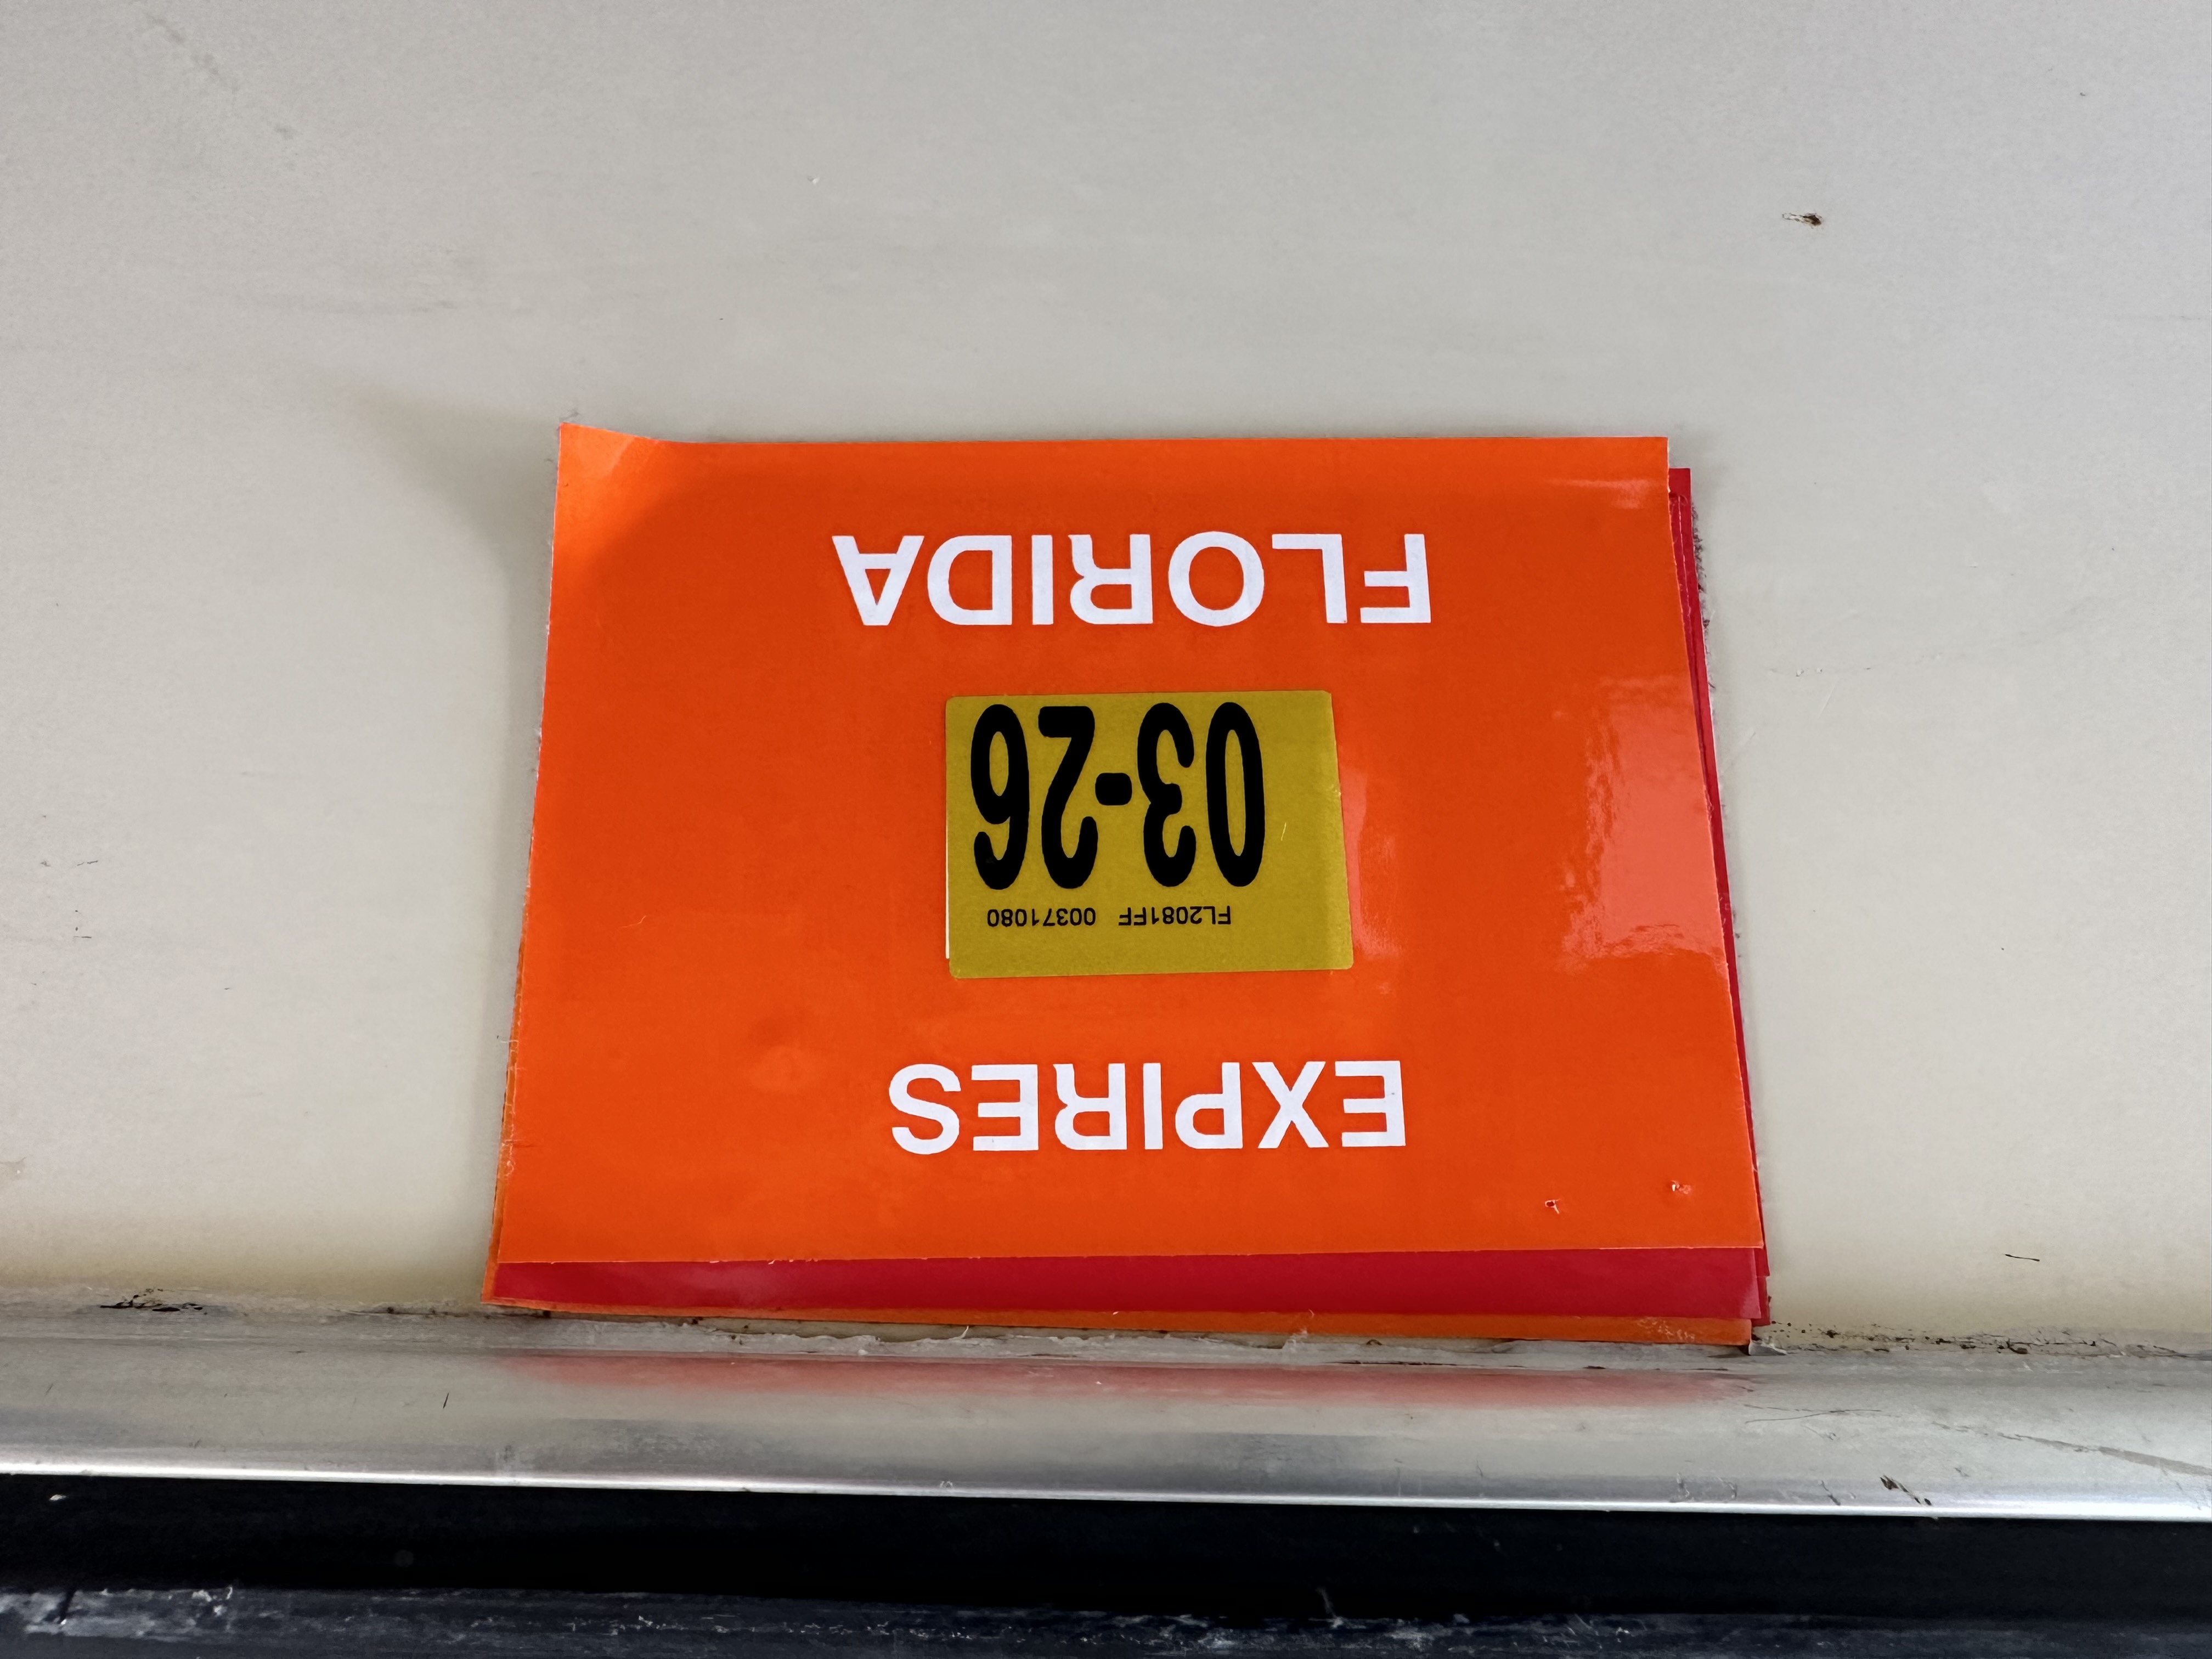 EXPIRES
FL2081FF 00371080
03-26
FLORIDA